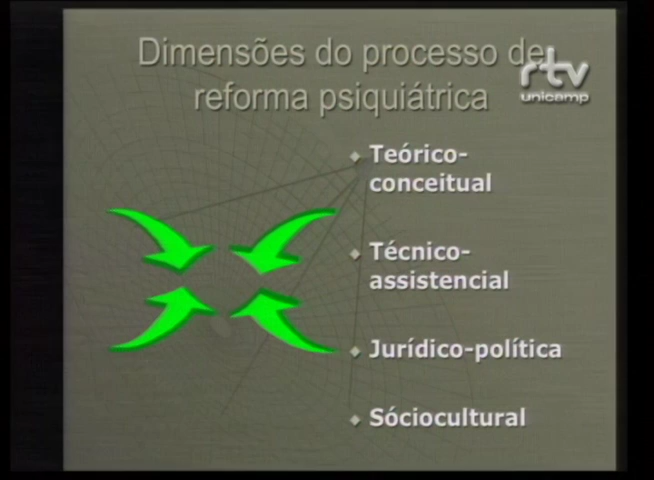 Dimensões do processo de
reforma psiquiátrica
rtv
unicamp
Teórico-
conceitual
Técnico-
assistencial
Jurídico-política
Sóciocultural